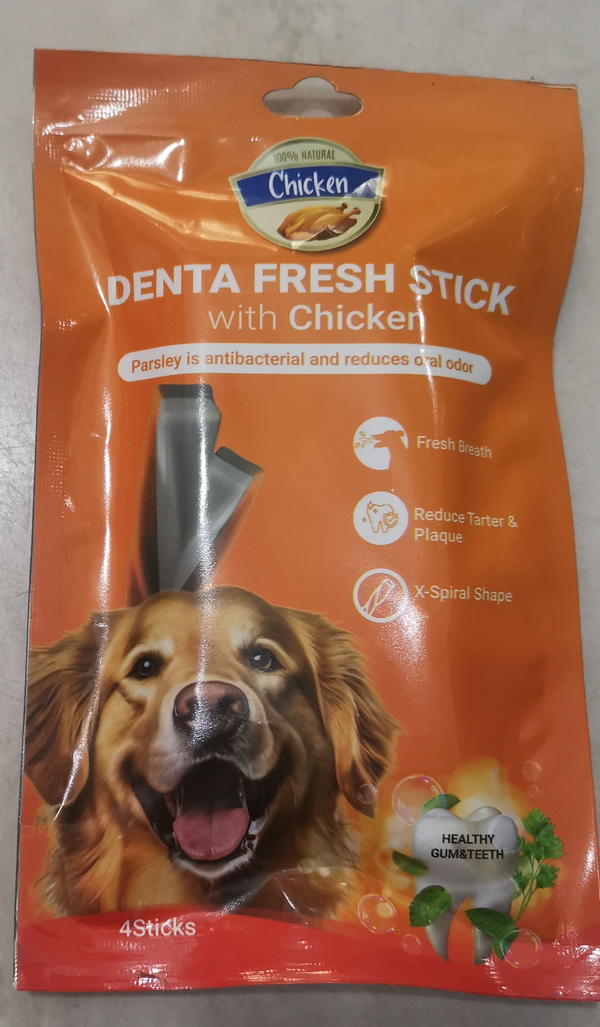 100% NATURAL
Chicken
DENTA FRESH STICK
with Chicken
Parsley is antibacterial and reduces oral odor
Fresh Breath
Reduce Tarter &
Plaque
X-Spiral Shape
HEALTHY
GUM&TEETH
4Sticks